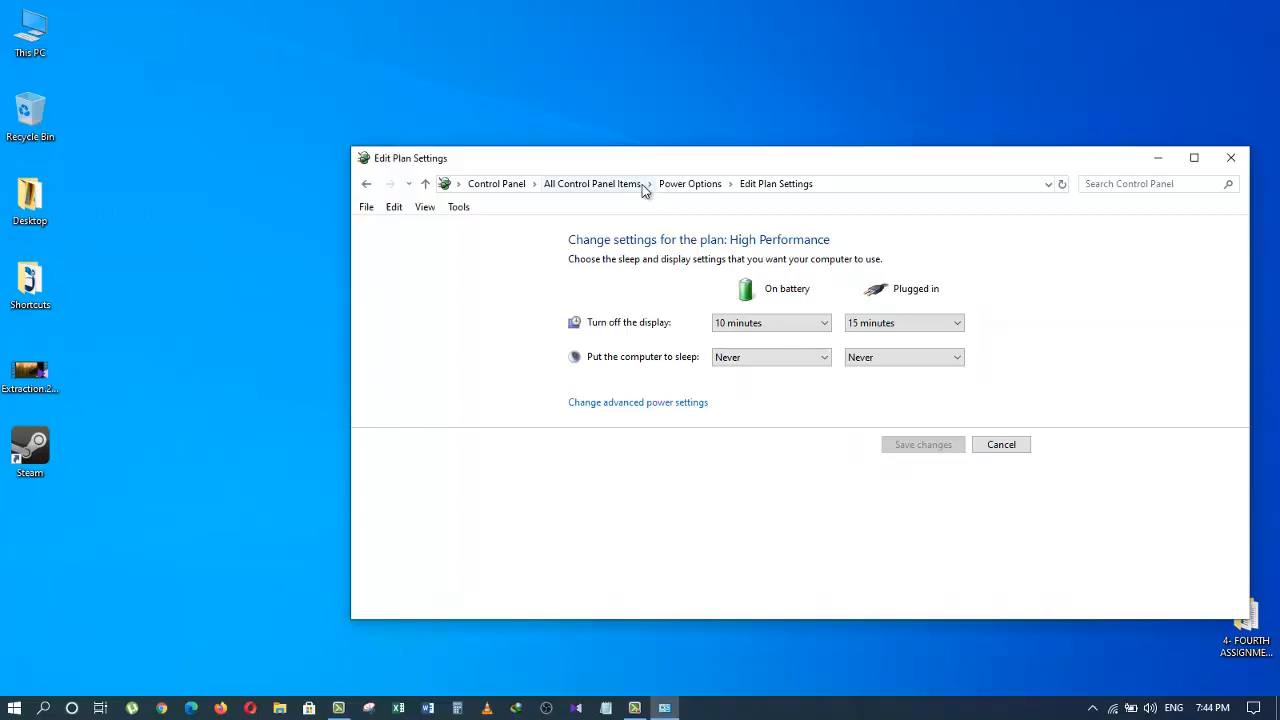 This PC
Recycle Bin
Desktop
Shortcuts
Extraction.2...
Steam
Edit Plan Settings
Control Panel
All Control Panel Items
Power Options
Edit Plan Settings
Search Control Panel
File Edit View Tools
Change settings for the plan: High Performance
Choose the sleep and display settings that you want your computer to use.
On battery Plugged in
Turn off the display: 10 minutes 15 minutes
Put the computer to sleep: Never Never
Change advanced power settings
Save changes Cancel
4- FOURTH
ASSIGNME...
ENG 7:44 PM